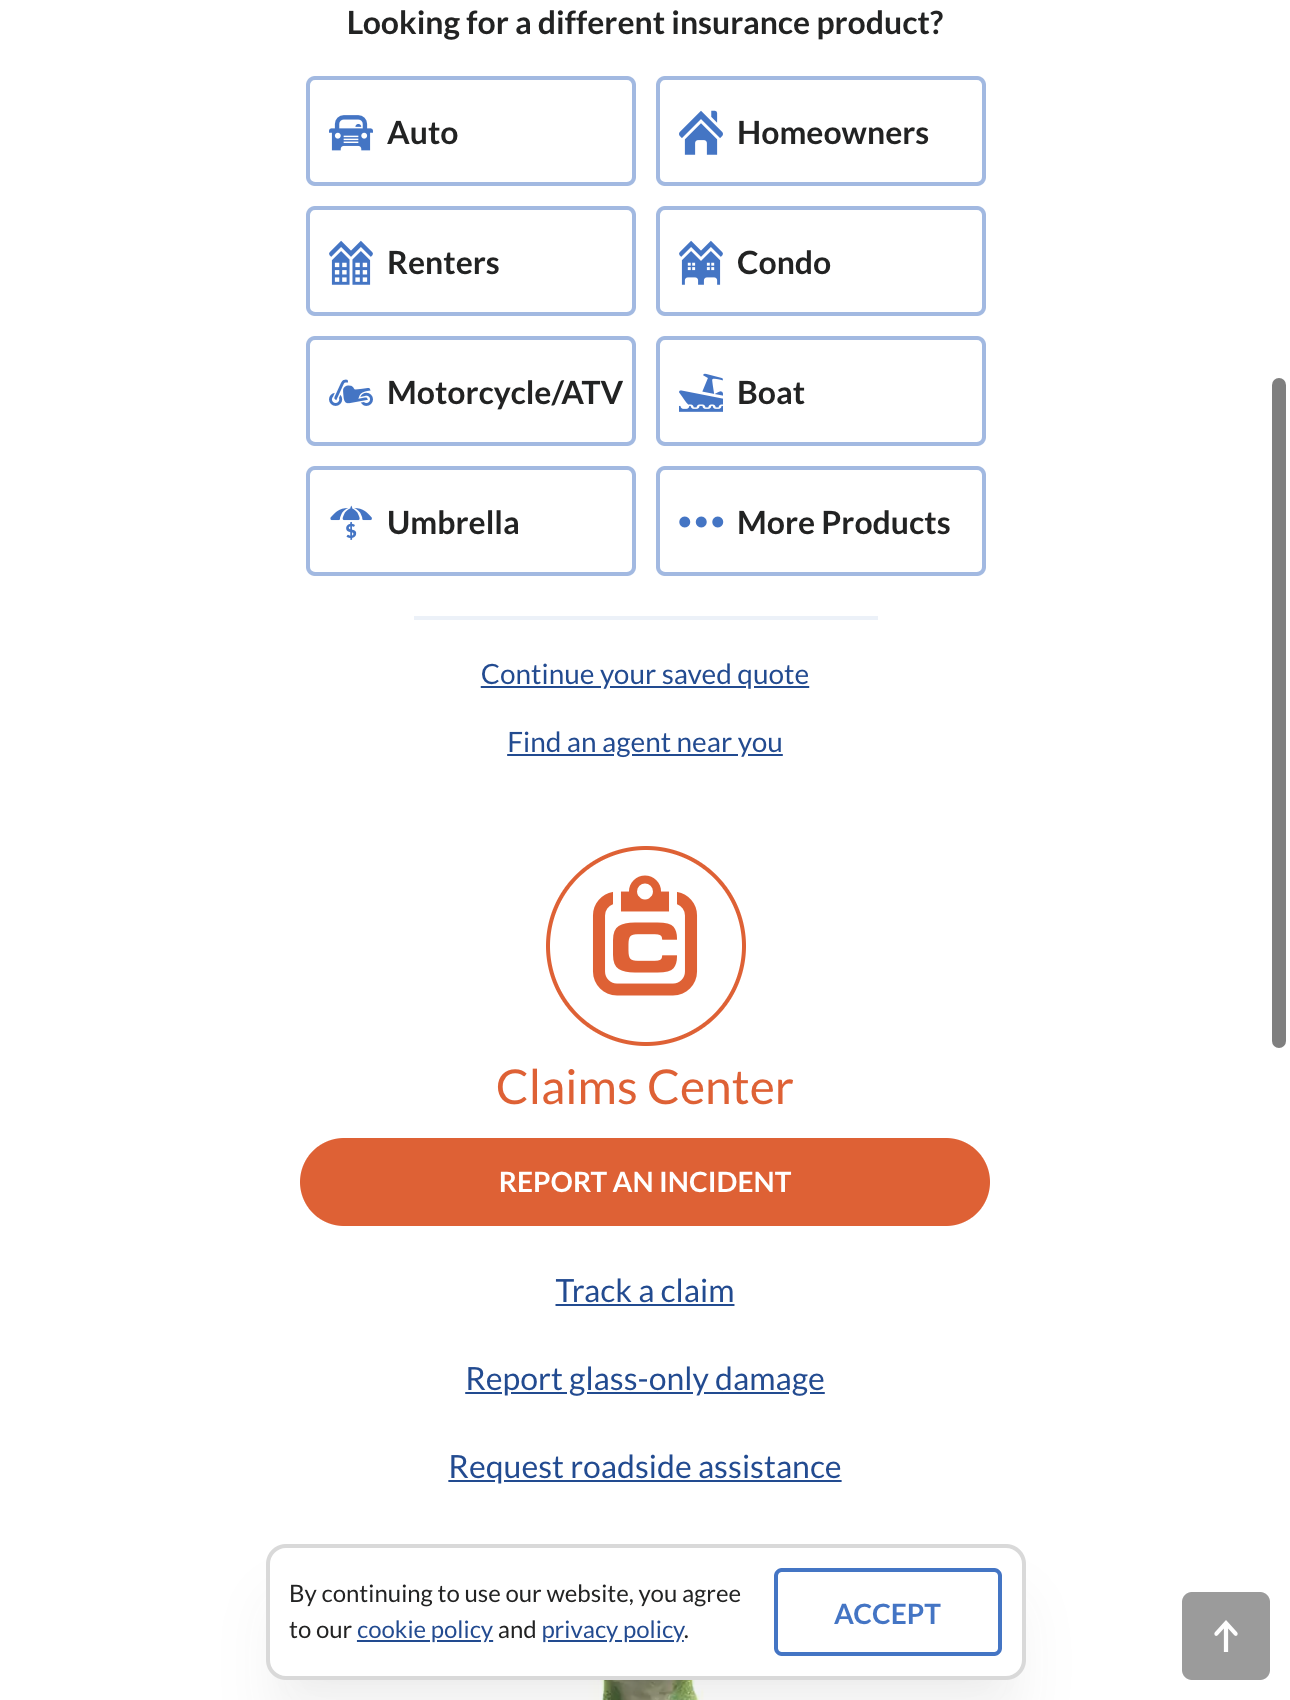 Looking for a different insurance product?
Auto
Homeowners
Renters
Condo
Motorcycle/ATV
Boat
Umbrella
More Products
Continue your saved quote
Find an agent near you
C
Claims Center
REPORT AN INCIDENT
Track a claim
Report glass-only damage
Request roadside assistance
By continuing to use our website, you agree
to our cookie policy and privacy policy.
ACCEPT